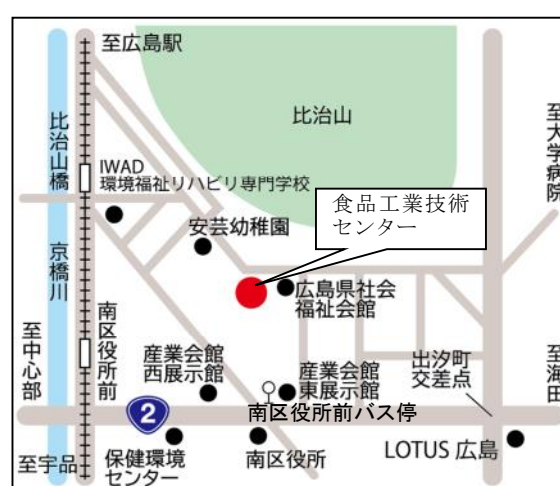 至広島駅
比治山
比治山橋
至大学病院
IWAD
環境福祉リハビリ専門学校
食品工業技術
センター
安芸幼稚園
京橋川
広島県社会
福祉会館
南区役所前
至中心部
産業会館
西展示館
産業会館
東展示館
出汐町
交差点
至海田
2
南区役所前バス停
至宇品
保健環境
センター
南区役所
LOTUS 広島